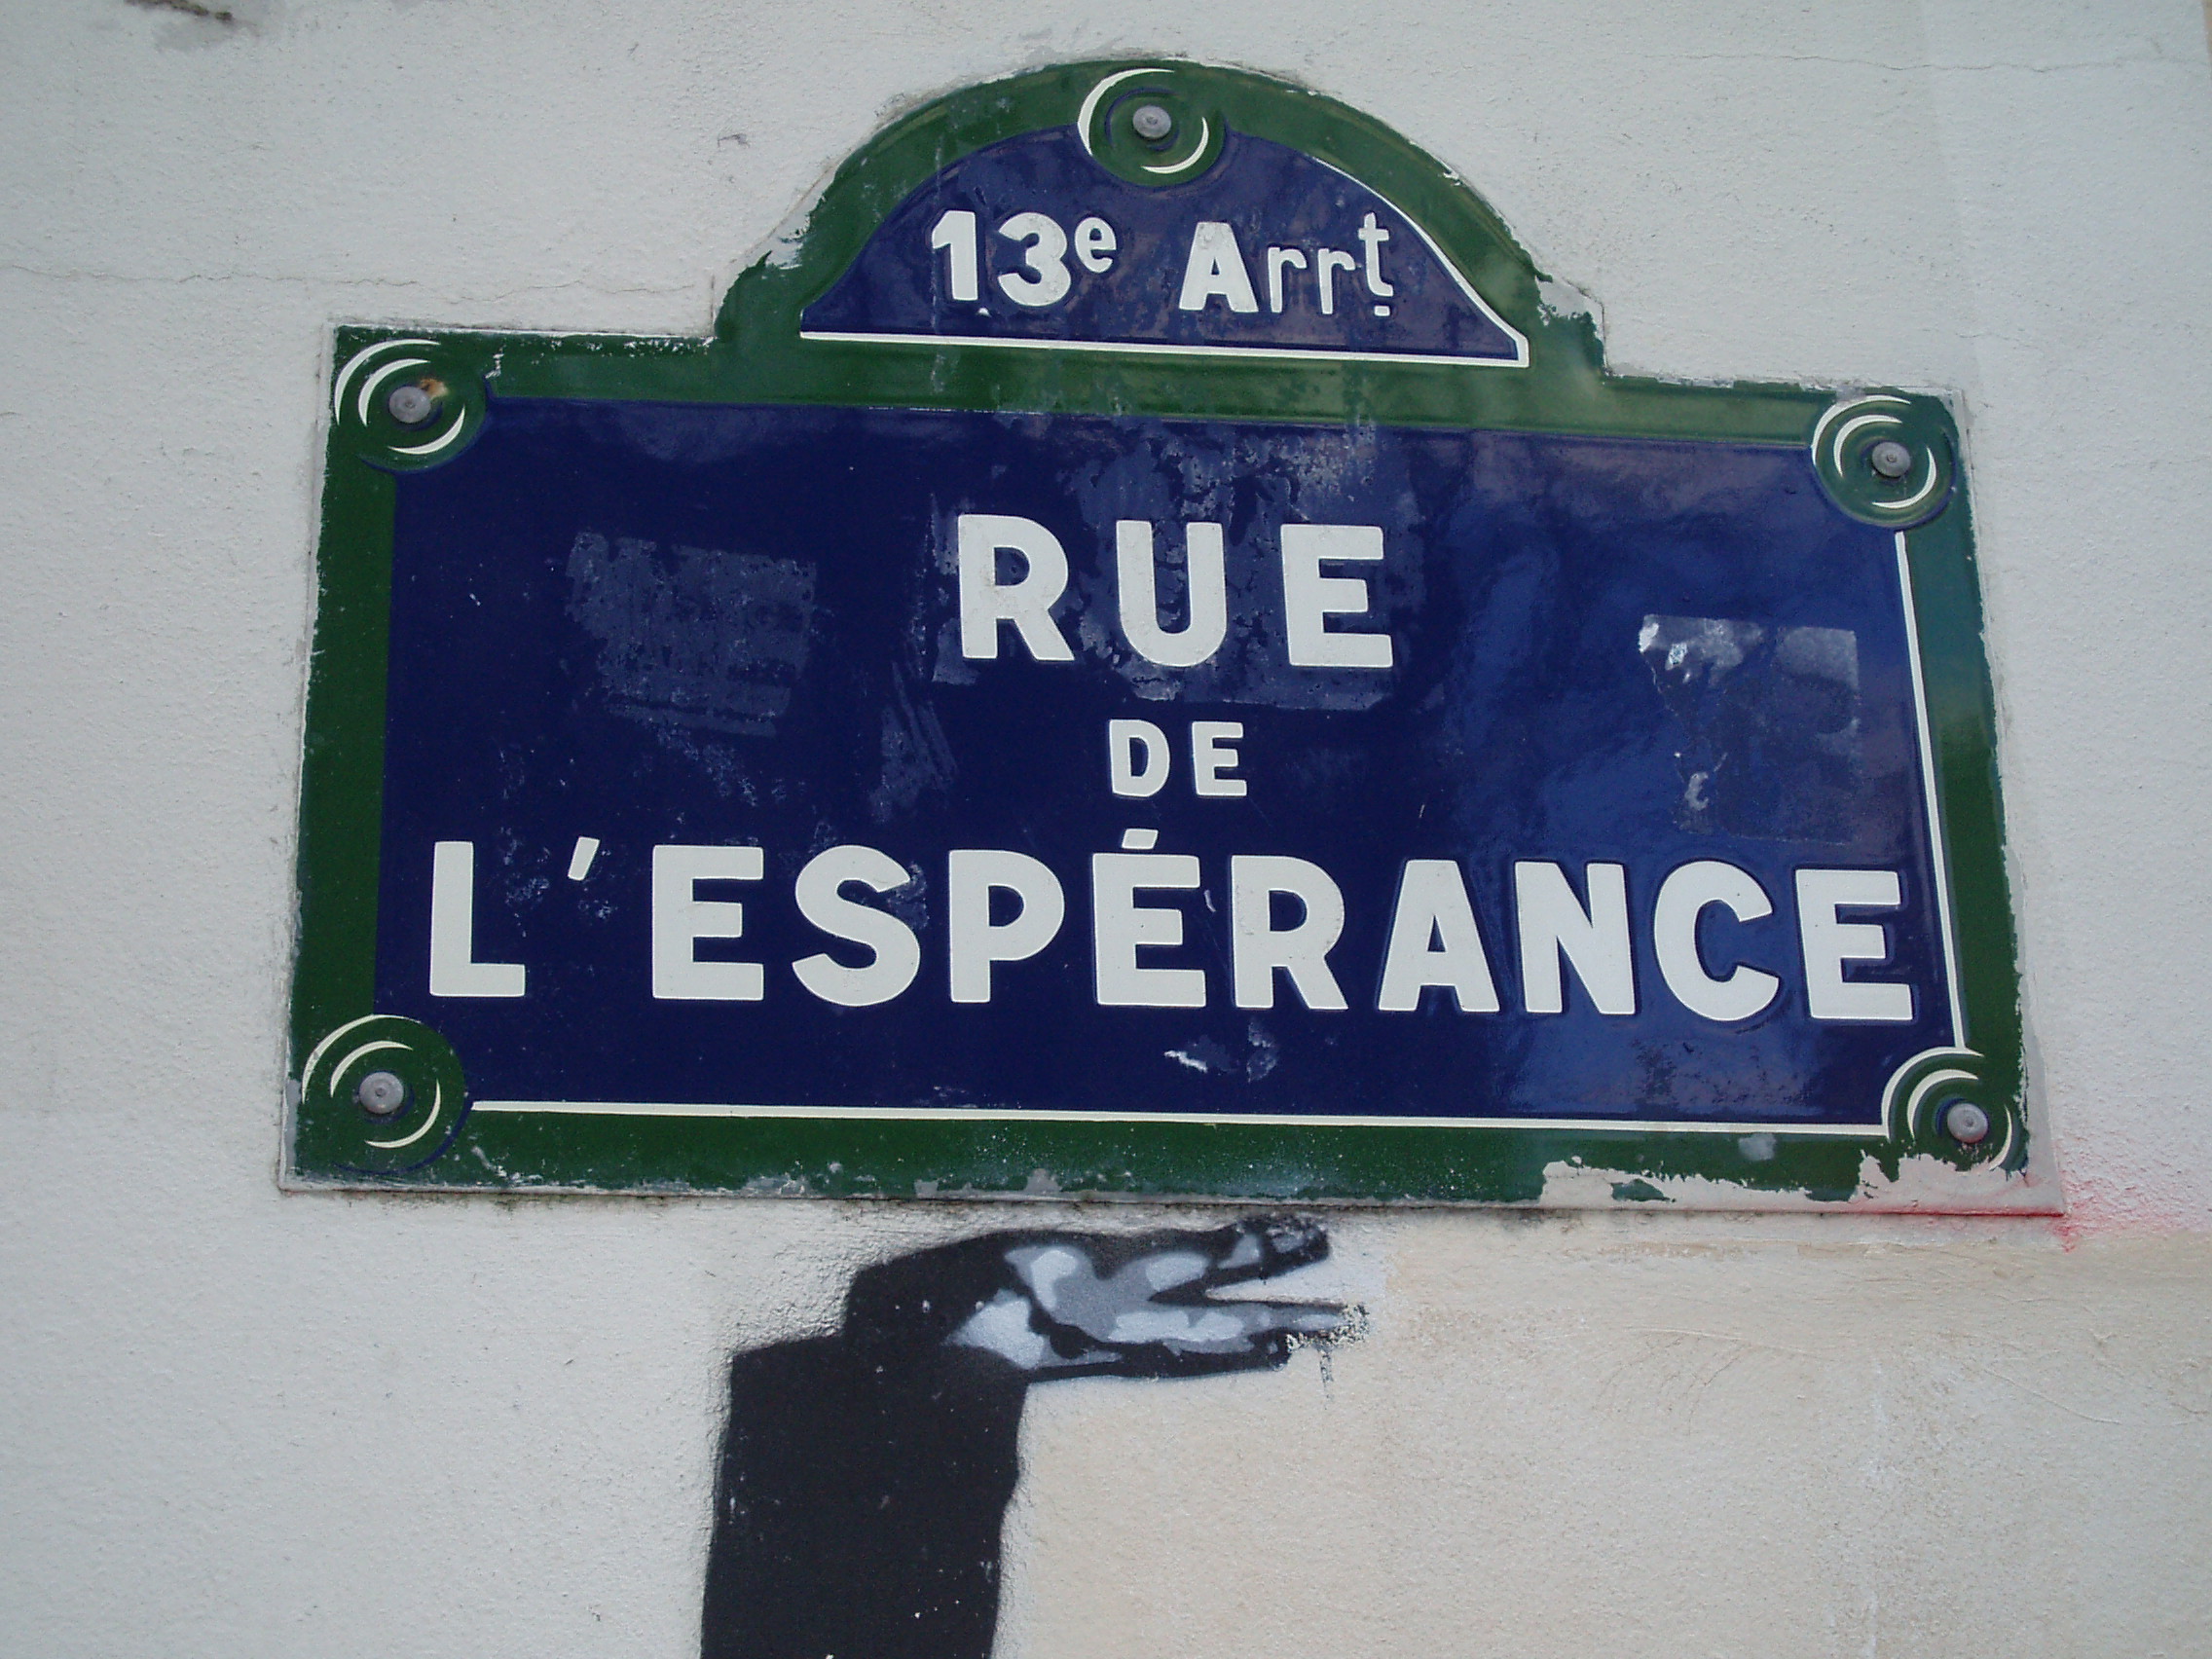 13e Arrt
RUE
DE
L'ESPÉRANCE